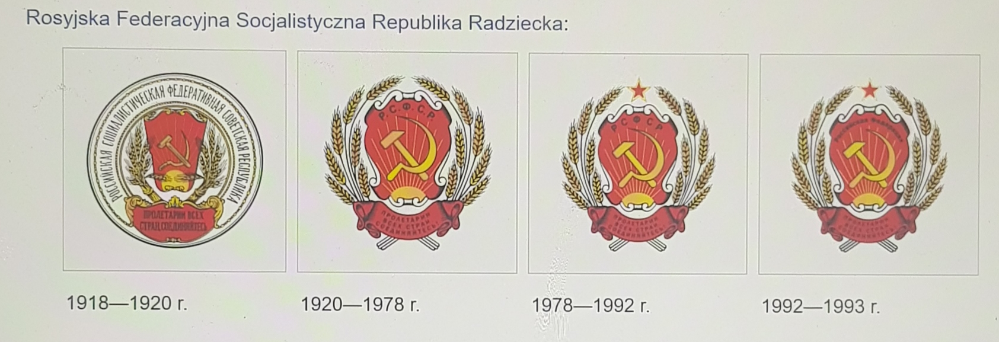 Rosyjska Federacyjna Socjalistyczna Republika Radziecka:
РОССИЙСКАЯ СОЦИАЛИСТИЧЕСКАЯ ФЕДЕРАТИВНАЯ СОВЕТСКАЯ РЕСПУБЛИКА
ПРОЛЕТАРИИ ВСЕХ
СТРАН, СОЕДИНЯЙТЕСЬ
Р.С.Ф.С.Р.
ПРОЛЕТАРИИ
ВСЕХ СТРАН
СОЕДИНЯЙТЕСЬ
РСФСР
ПРОЛЕТАРИИ
ВСЕХ СТРАН
СОЕДИНЯЙТЕСЬ
Российская Федерация
ПРОЛЕТАРИИ
ВСЕХ СТРАН
СОЕДИНЯЙТЕСЬ
1918—1920 r.
1920—1978 r.
1978—1992 r.
1992—1993 r.